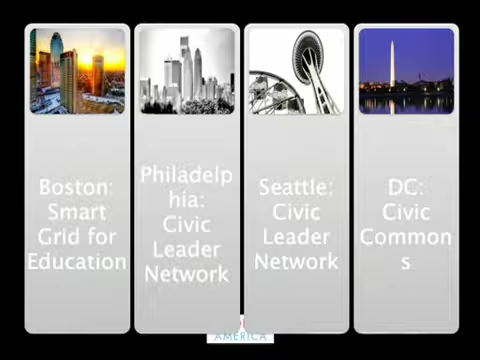 Boston:
Smart
Grid for
Education
Philadelp
hia:
Civic
Leader
Network
Seattle:
Civic
Leader
Network
DC:
Civic
Common
s
AMERICA